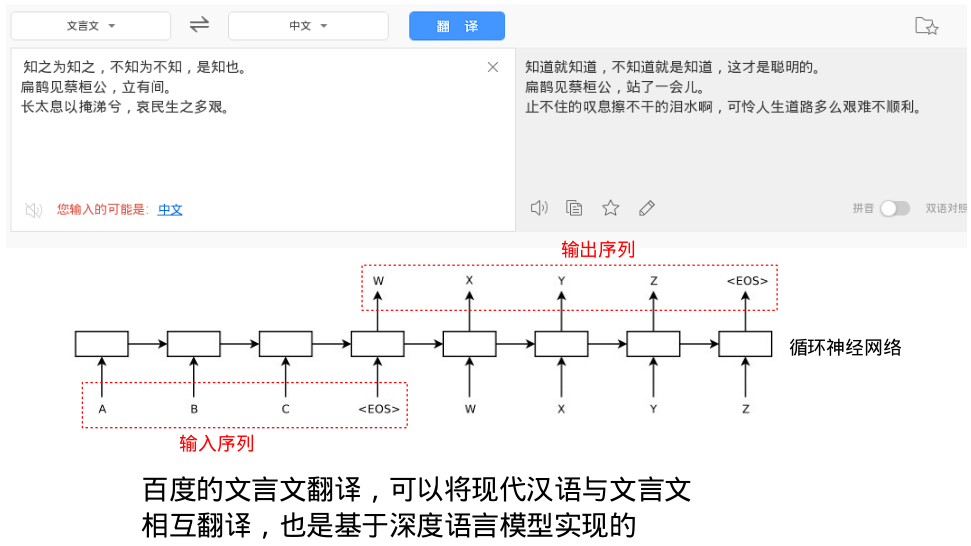 文言文 中文 翻 译
知之为知之，不知为不知，是知也。
扁鹊见蔡桓公，立有间。
长太息以掩涕兮，哀民生之多艰。
您输入的可能是: 中文
知道就知道，不知道就是知道，这才是聪明的。
扁鹊见蔡桓公，站了一会儿。
止不住的叹息擦不干的泪水啊，可怜人生道路多么艰难不顺利。
拼音 双语对照
输出序列
W X Y Z <EOS>
循环神经网络
A B C <EOS> W X Y Z
输入序列
百度的文言文翻译，可以将现代汉语与文言文
相互翻译，也是基于深度语言模型实现的